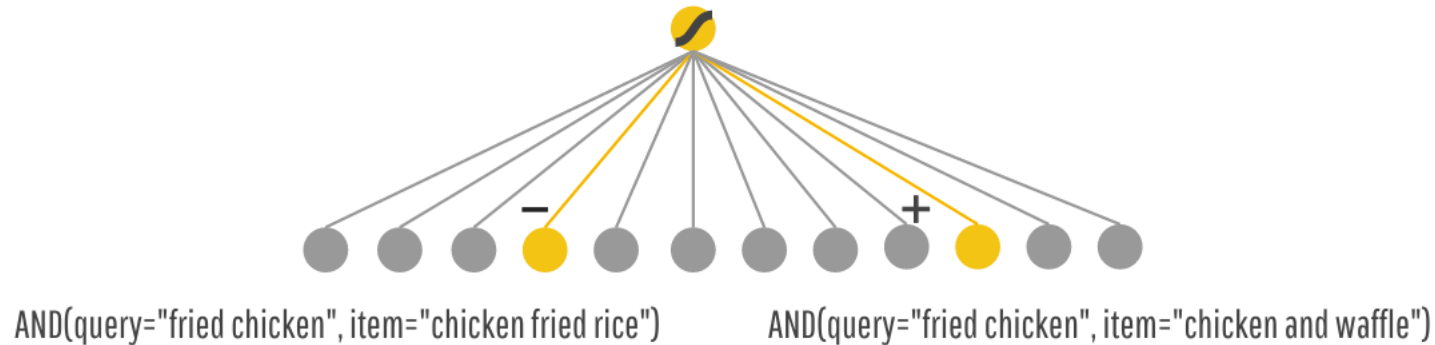 − +
AND(query="fried chicken", item="chicken fried rice") AND(query="fried chicken", item="chicken and waffle")